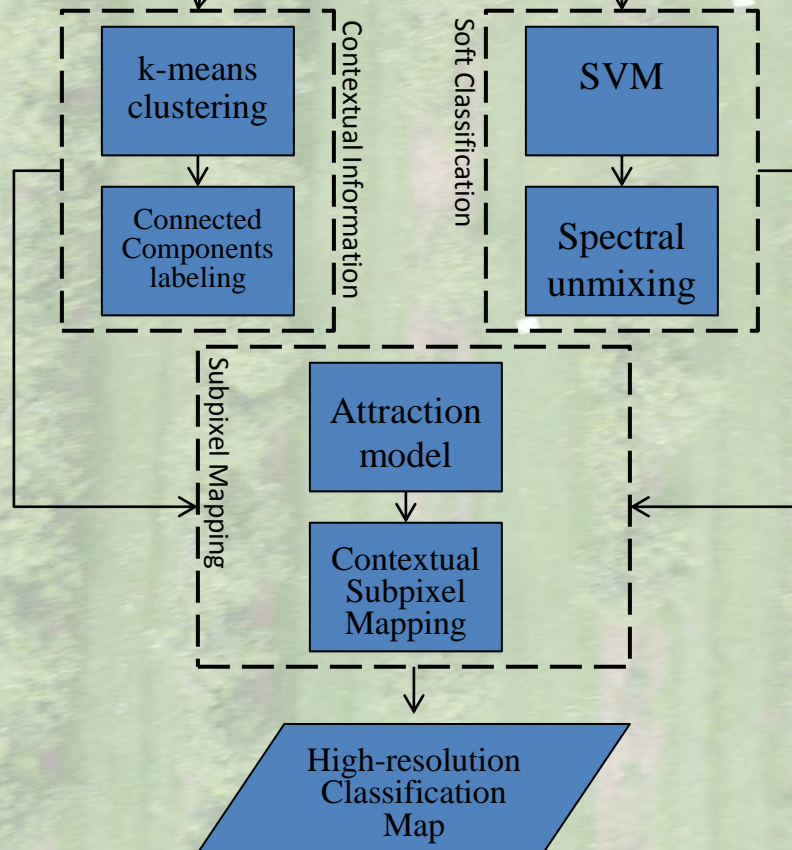 k-means
clustering
Connected
Components
labeling
Contextual Information
SVM
Spectral
unmixing
Soft Classification
Subpixel Mapping
Attraction
model
Contextual
Subpixel
Mapping
High-resolution
Classification
Map